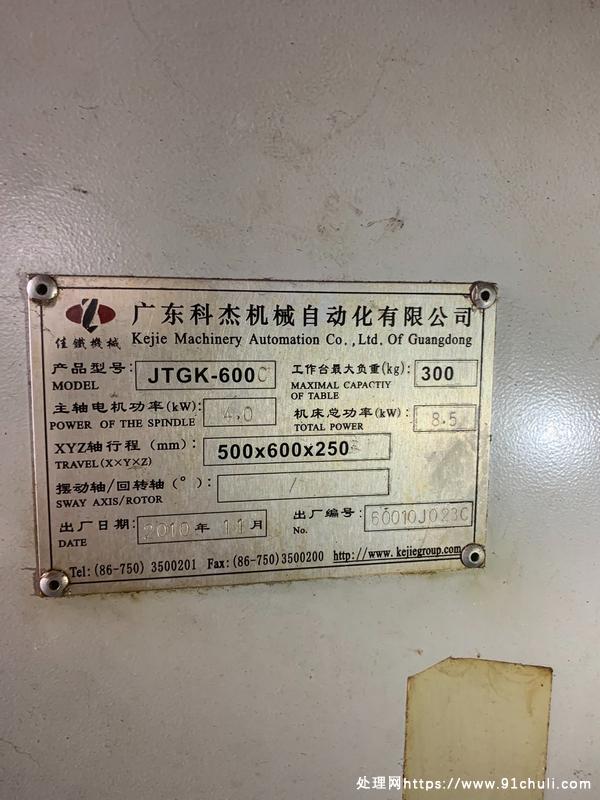 佳鐵機械
广东科杰机械自动化有限公司
Kejie Machinery Automation Co.,Ltd. Of Guangdong
产品型号: JTGK-600C 工作台最大负重(kg): 300
MODEL MAXIMAL CAPACTIY
OF TABLE
主轴电机功率(kW): 4.0 机床总功率(kW): 8.5
POWER OF THE SPINDLE TOTAL POWER
XYZ轴行程 (mm): 500x600x250
TRAVEL(X×Y×Z)
摆动轴/回转轴(°): /
SWAY AXIS/ROTOR
出厂日期: 2010 年 11 月 出厂编号: 60010J023C
DATE No.
Tel:(86-750) 3500201 Fax:(86-750)3500200 http://www.kejiegroup.com
处理网https://www.91chuli.com